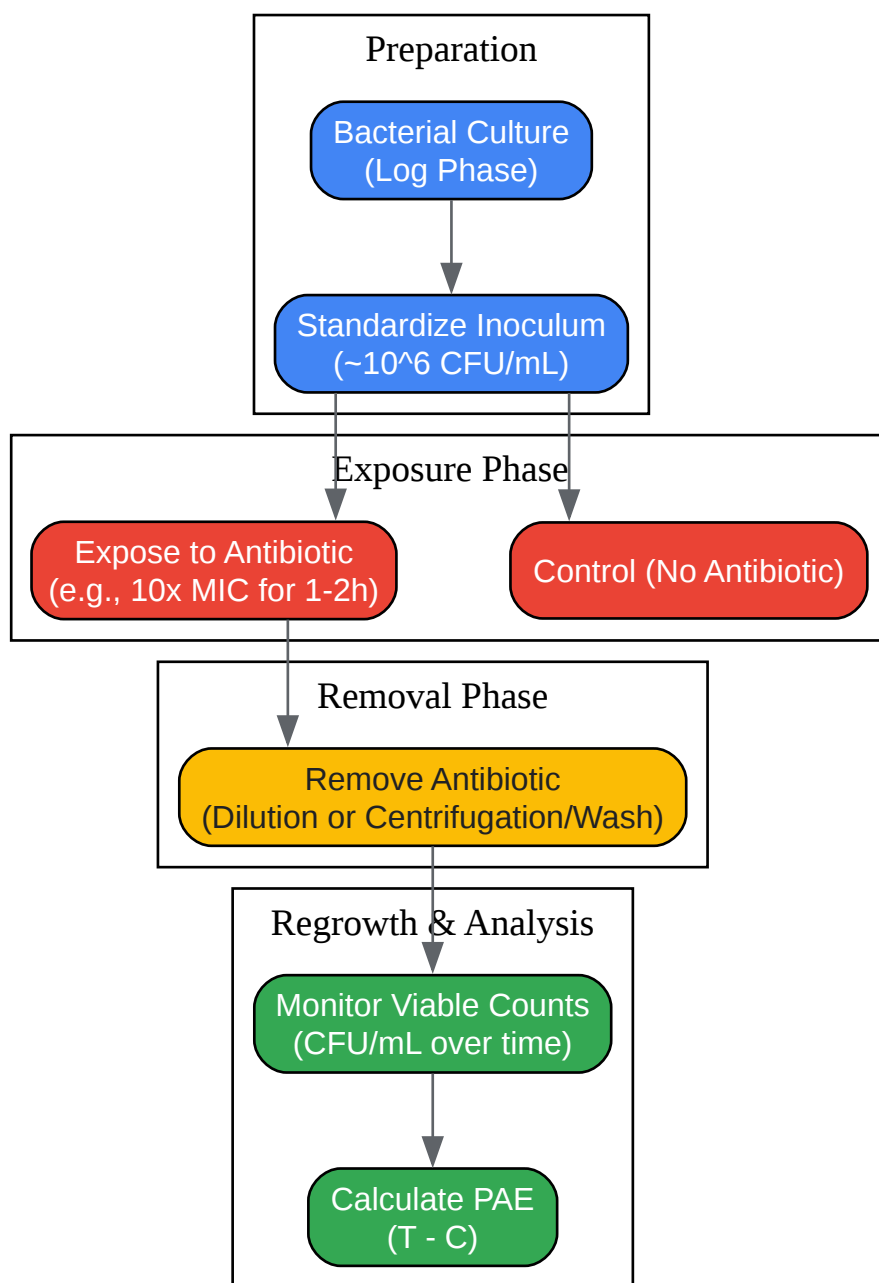 Preparation
Bacterial Culture
(Log Phase)
Standardize Inoculum
(~10^6 CFU/mL)
Exposure Phase
Expose to Antibiotic
(e.g., 10x MIC for 1-2h)
Control (No Antibiotic)
Removal Phase
Remove Antibiotic
(Dilution or Centrifugation/Wash)
Regrowth & Analysis
Monitor Viable Counts
(CFU/mL over time)
Calculate PAE
(T - C)